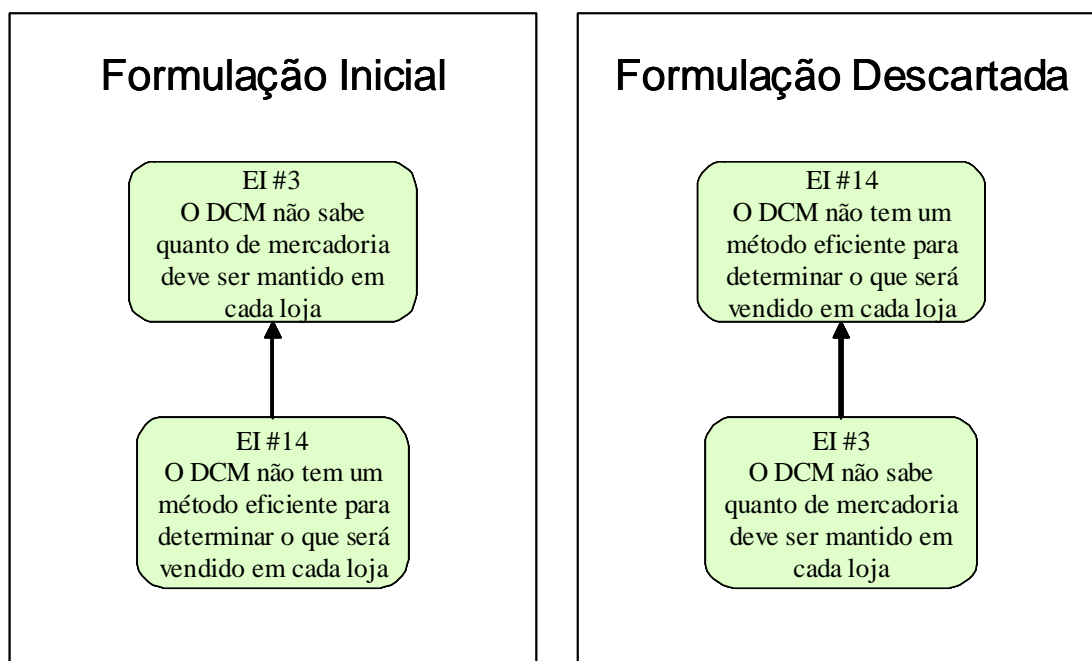 Formulação Inicial
EI #3
O DCM não sabe
quanto de mercadoria
deve ser mantido em
cada loja
EI #14
O DCM não tem um
método eficiente para
determinar o que será
vendido em cada loja
Formulação Descartada
EI #14
O DCM não tem um
método eficiente para
determinar o que será
vendido em cada loja
EI #3
O DCM não sabe
quanto de mercadoria
deve ser mantido em
cada loja